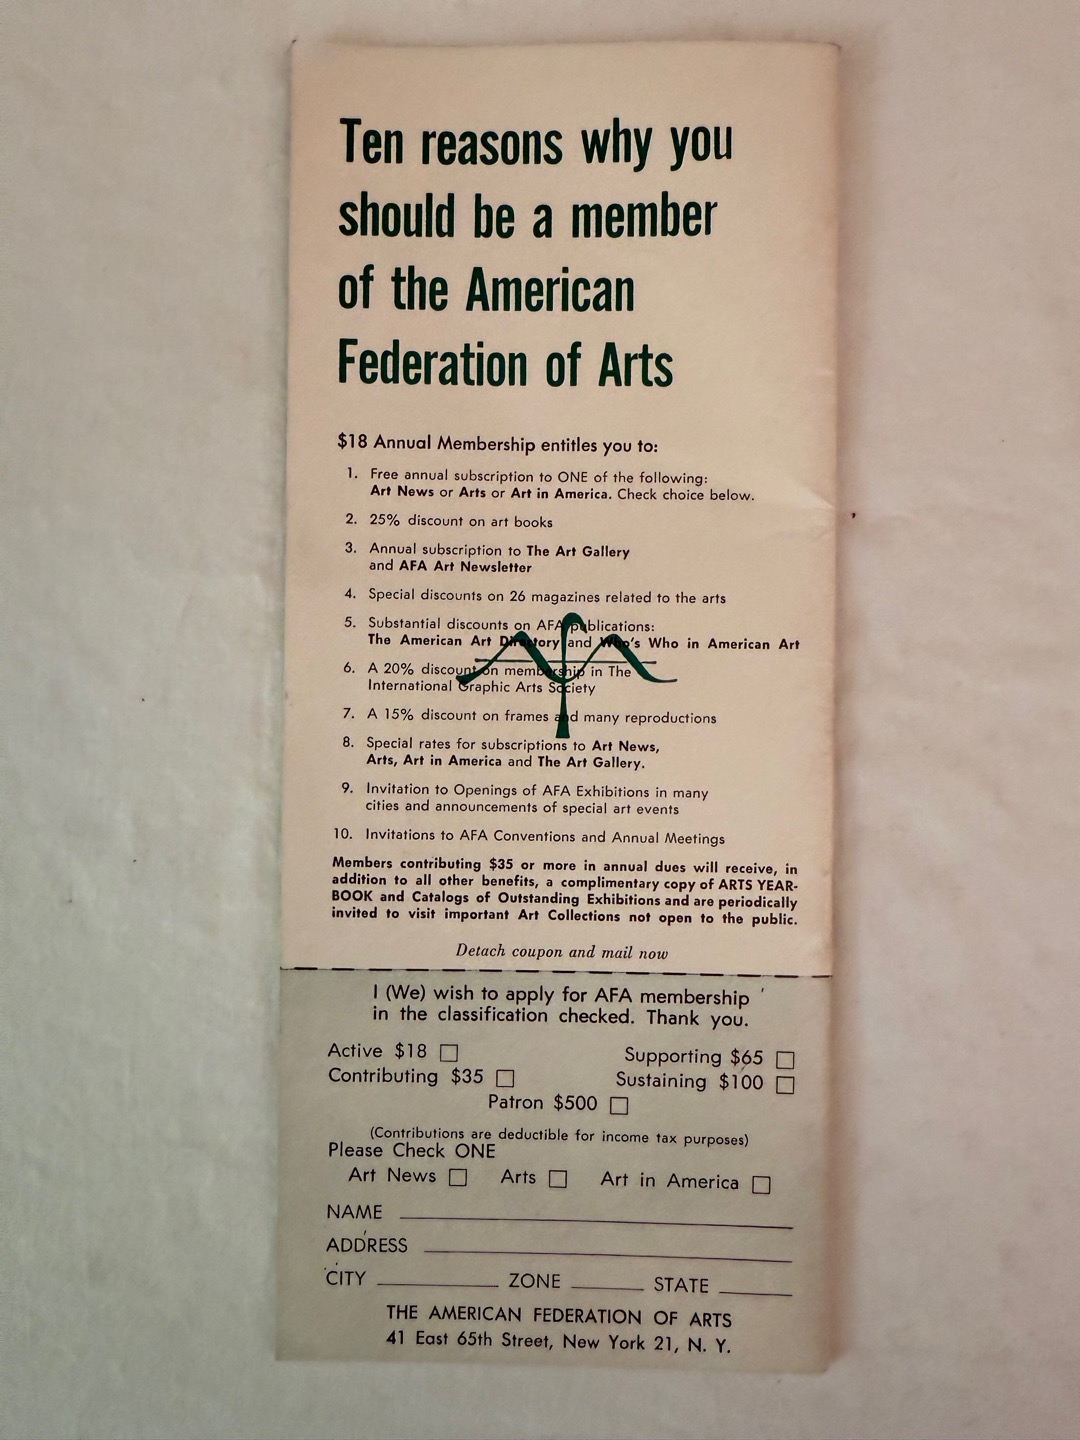 Ten reasons why you
should be a member
of the American
Federation of Arts
$18 Annual Membership entitles you to:
1. Free annual subscription to ONE of the following:
Art News or Arts or Art in America. Check choice below.
2. 25% discount on art books
3. Annual subscription to The Art Gallery
and AFA Art Newsletter
4. Special discounts on 26 magazines related to the arts
5. Substantial discounts on AFA publications:
The American Art Directory and Who's Who in American Art
AFA
6. A 20% discount on membership in The
International Graphic Arts Society
7. A 15% discount on frames and many reproductions
8. Special rates for subscriptions to Art News,
Arts, Art in America and The Art Gallery.
9. Invitation to Openings of AFA Exhibitions in many
cities and announcements of special art events
10. Invitations to AFA Conventions and Annual Meetings
Members contributing $35 or more in annual dues will receive, in
addition to all other benefits, a complimentary copy of ARTS YEAR-
BOOK and Catalogs of Outstanding Exhibitions and are periodically
invited to visit important Art Collections not open to the public.
Detach coupon and mail now
I (We) wish to apply for AFA membership
in the classification checked. Thank you.
Active $18 Supporting $65
Contributing $35 Sustaining $100
Patron $500
(Contributions are deductible for income tax purposes)
Please Check ONE
Art News Arts Art in America
NAME
ADDRESS
CITY ZONE STATE
THE AMERICAN FEDERATION OF ARTS
41 East 65th Street, New York 21, N. Y.